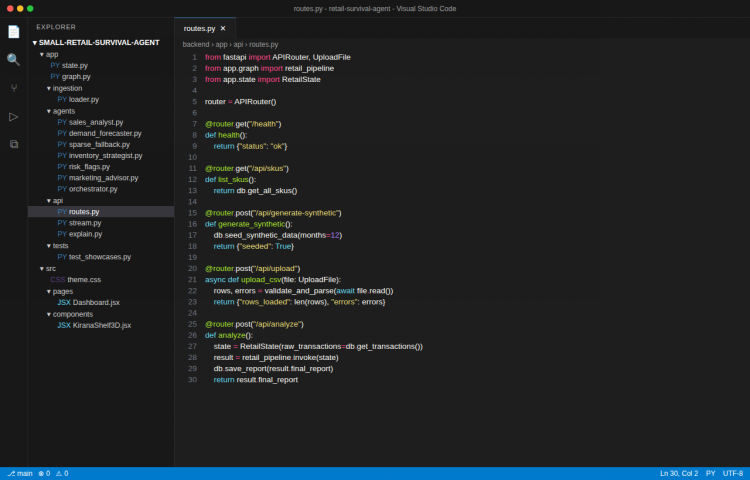 routes.py - retail-survival-agent - Visual Studio Code
EXPLORER
▾ SMALL-RETAIL-SURVIVAL-AGENT
▾ app
PY state.py
PY graph.py
▾ ingestion
PY loader.py
▾ agents
PY sales_analyst.py
PY demand_forecaster.py
PY sparse_fallback.py
PY inventory_strategist.py
PY risk_flags.py
PY marketing_advisor.py
PY orchestrator.py
▾ api
PY routes.py
PY stream.py
PY explain.py
▾ tests
PY test_showcases.py
▾ src
CSS theme.css
▾ pages
JSX Dashboard.jsx
▾ components
JSX KiranaShelf3D.jsx
routes.py ✕
backend › app › api › routes.py
1 from fastapi import APIRouter, UploadFile
2 from app.graph import retail_pipeline
3 from app.state import RetailState
4
5 router = APIRouter()
6
7 @router.get("/health")
8 def health():
9     return {"status": "ok"}
10
11 @router.get("/api/skus")
12 def list_skus():
13     return db.get_all_skus()
14
15 @router.post("/api/generate-synthetic")
16 def generate_synthetic():
17     db.seed_synthetic_data(months=12)
18     return {"seeded": True}
19
20 @router.post("/api/upload")
21 async def upload_csv(file: UploadFile):
22     rows, errors = validate_and_parse(await file.read())
23     return {"rows_loaded": len(rows), "errors": errors}
24
25 @router.post("/api/analyze")
26 def analyze():
27     state = RetailState(raw_transactions=db.get_transactions())
28     result = retail_pipeline.invoke(state)
29     db.save_report(result.final_report)
30     return result.final_report
⎇ main ⊗ 0 ⚠ 0
Ln 30, Col 2 PY UTF-8